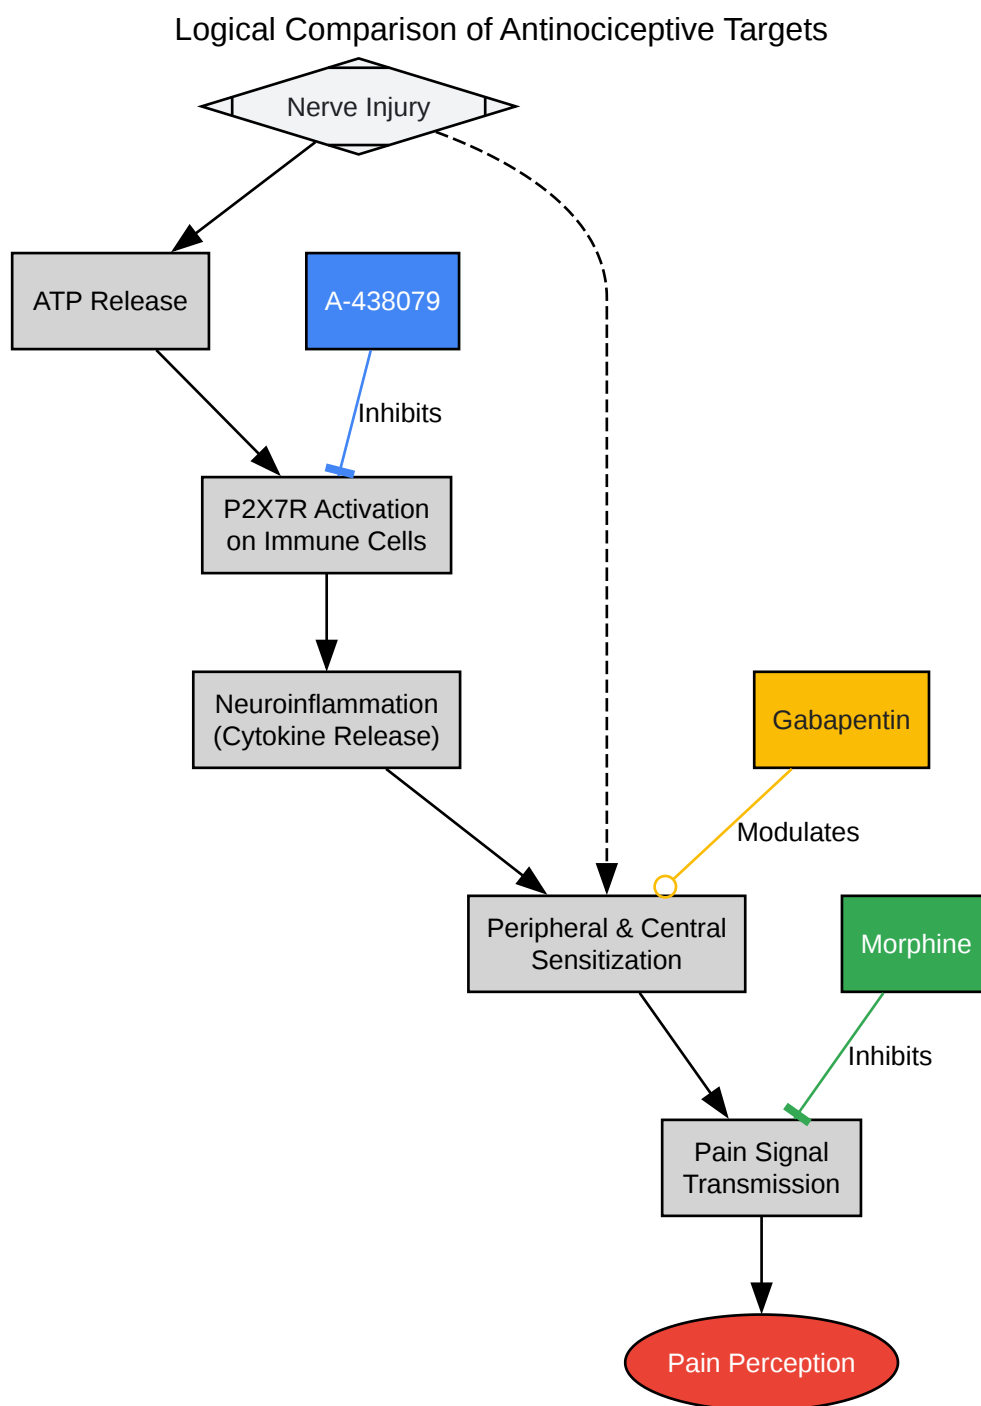 Logical Comparison of Antinociceptive Targets
Nerve Injury
ATP Release
A-438079
Inhibits
P2X7R Activation
on Immune Cells
Neuroinflammation
(Cytokine Release)
Gabapentin
Modulates
Peripheral & Central
Sensitization
Morphine
Inhibits
Pain Signal
Transmission
Pain Perception